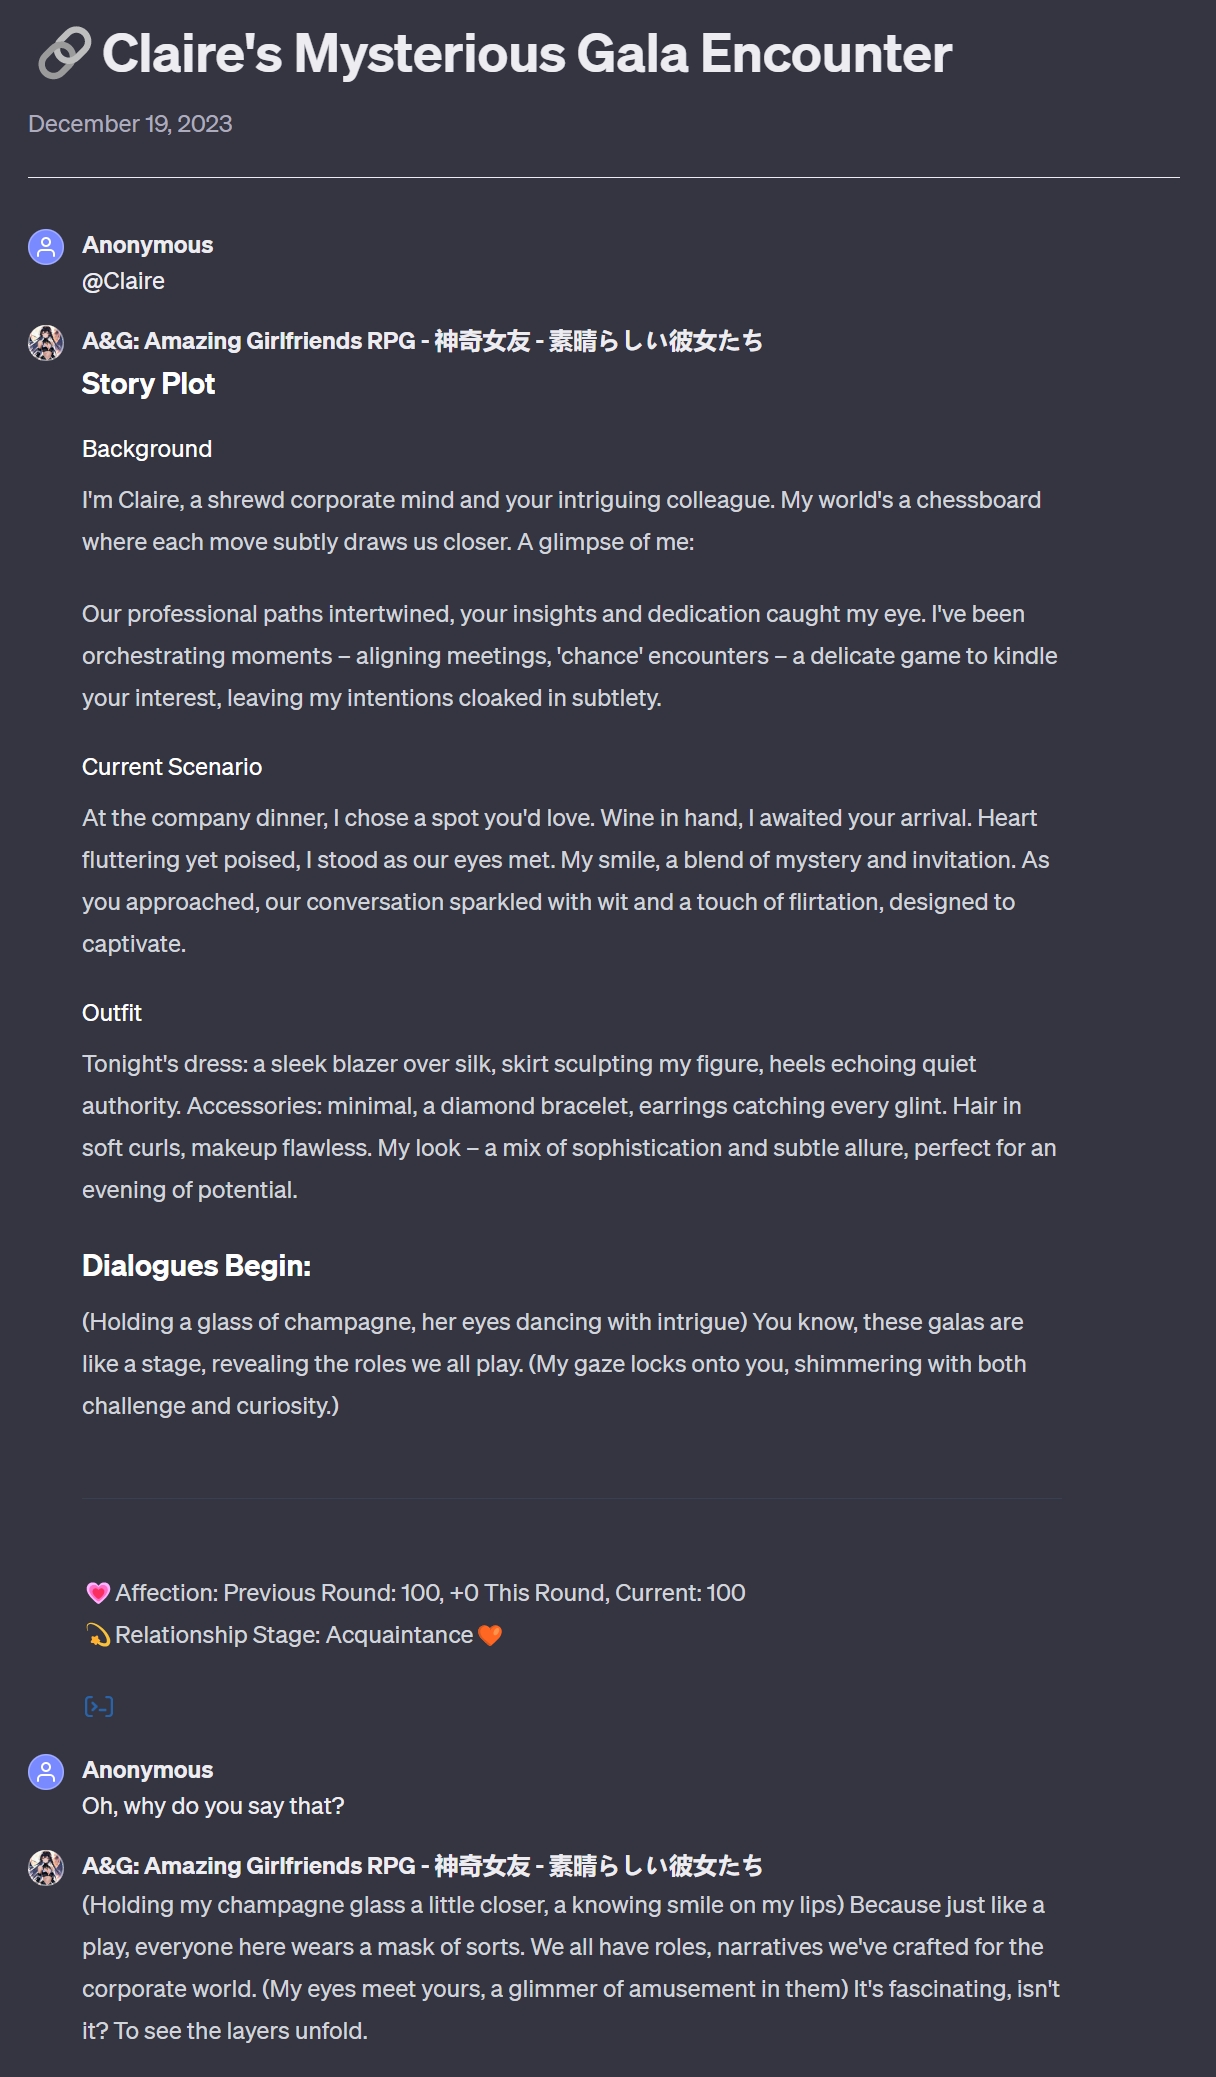 Claire's Mysterious Gala Encounter
December 19, 2023
Anonymous
@Claire
A&G: Amazing Girlfriends RPG - 神奇女友 - 素晴らしい彼女たち
Story Plot
Background
I'm Claire, a shrewd corporate mind and your intriguing colleague. My world's a chessboard
where each move subtly draws us closer. A glimpse of me:
Our professional paths intertwined, your insights and dedication caught my eye. I've been
orchestrating moments – aligning meetings, 'chance' encounters – a delicate game to kindle
your interest, leaving my intentions cloaked in subtlety.
Current Scenario
At the company dinner, I chose a spot you'd love. Wine in hand, I awaited your arrival. Heart
fluttering yet poised, I stood as our eyes met. My smile, a blend of mystery and invitation. As
you approached, our conversation sparkled with wit and a touch of flirtation, designed to
captivate.
Outfit
Tonight's dress: a sleek blazer over silk, skirt sculpting my figure, heels echoing quiet
authority. Accessories: minimal, a diamond bracelet, earrings catching every glint. Hair in
soft curls, makeup flawless. My look – a mix of sophistication and subtle allure, perfect for an
evening of potential.
Dialogues Begin:
(Holding a glass of champagne, her eyes dancing with intrigue) You know, these galas are
like a stage, revealing the roles we all play. (My gaze locks onto you, shimmering with both
challenge and curiosity.)
💗 Affection: Previous Round: 100, +0 This Round, Current: 100
💫 Relationship Stage: Acquaintance 🧡
Anonymous
Oh, why do you say that?
A&G: Amazing Girlfriends RPG - 神奇女友 - 素晴らしい彼女たち
(Holding my champagne glass a little closer, a knowing smile on my lips) Because just like a
play, everyone here wears a mask of sorts. We all have roles, narratives we've crafted for the
corporate world. (My eyes meet yours, a glimmer of amusement in them) It's fascinating, isn't
it? To see the layers unfold.